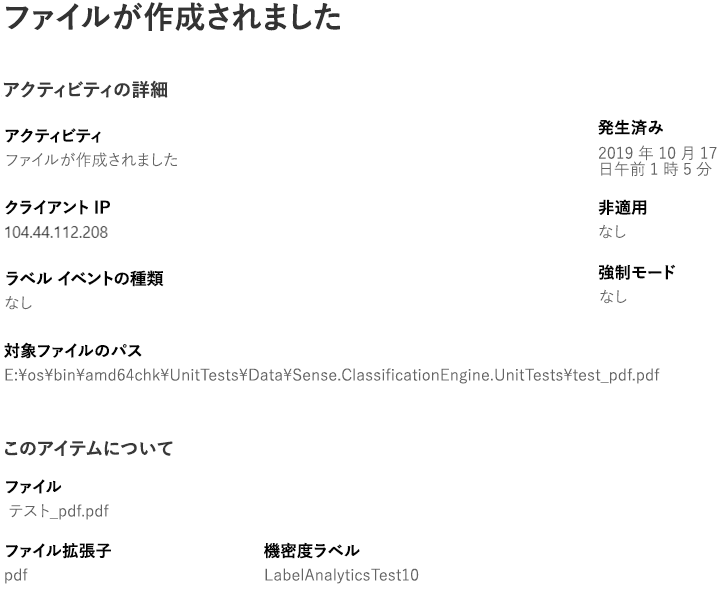 ファイルが作成されました
アクティビティの詳細
アクティビティ
ファイルが作成されました
発生済み
2019 年 10 月 17
日午前 1 時 5 分
クライアント IP
104.44.112.208
非適用
なし
ラベル イベントの種類
なし
強制モード
なし
対象ファイルのパス
E:¥os¥bin¥amd64chk¥UnitTests¥Data¥Sense.ClassificationEngine.UnitTests¥test_pdf.pdf
このアイテムについて
ファイル
テスト_pdf.pdf
ファイル拡張子
pdf
機密度ラベル
LabelAnalyticsTest10